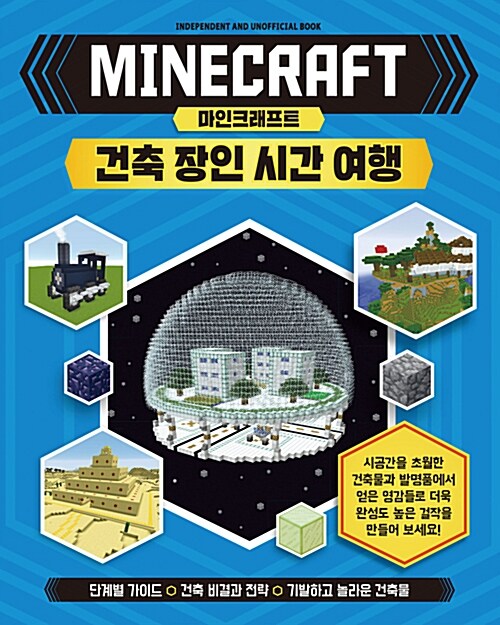 INDEPENDENT AND UNOFFICIAL BOOK
MINECRAFT
마인크래프트
건축 장인 시간 여행
시공간을 초월한
건축물과 발명품에서
얻은 영감들로 더욱
완성도 높은 걸작을
만들어 보세요!
단계별 가이드 건축 비결과 전략 기발하고 놀라운 건축물